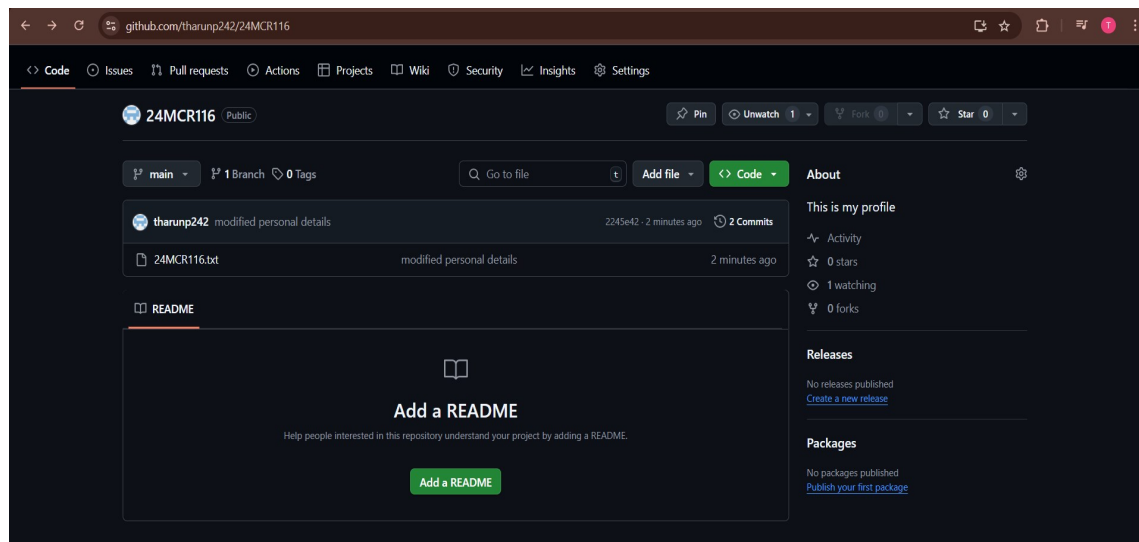 github.com/tharunp242/24MCR116
T
Code Issues Pull requests Actions Projects Wiki Security Insights Settings
24MCR116 Public
Pin Unwatch 1 Fork 0 Star 0
main 1 Branch 0 Tags Go to file t Add file Code
tharunp242 modified personal details 2245e42 · 2 minutes ago 2 Commits
24MCR116.txt modified personal details 2 minutes ago
README
Add a README
Help people interested in this repository understand your project by adding a README.
Add a README
About
This is my profile
Activity
0 stars
1 watching
0 forks
Releases
No releases published
Create a new release
Packages
No packages published
Publish your first package